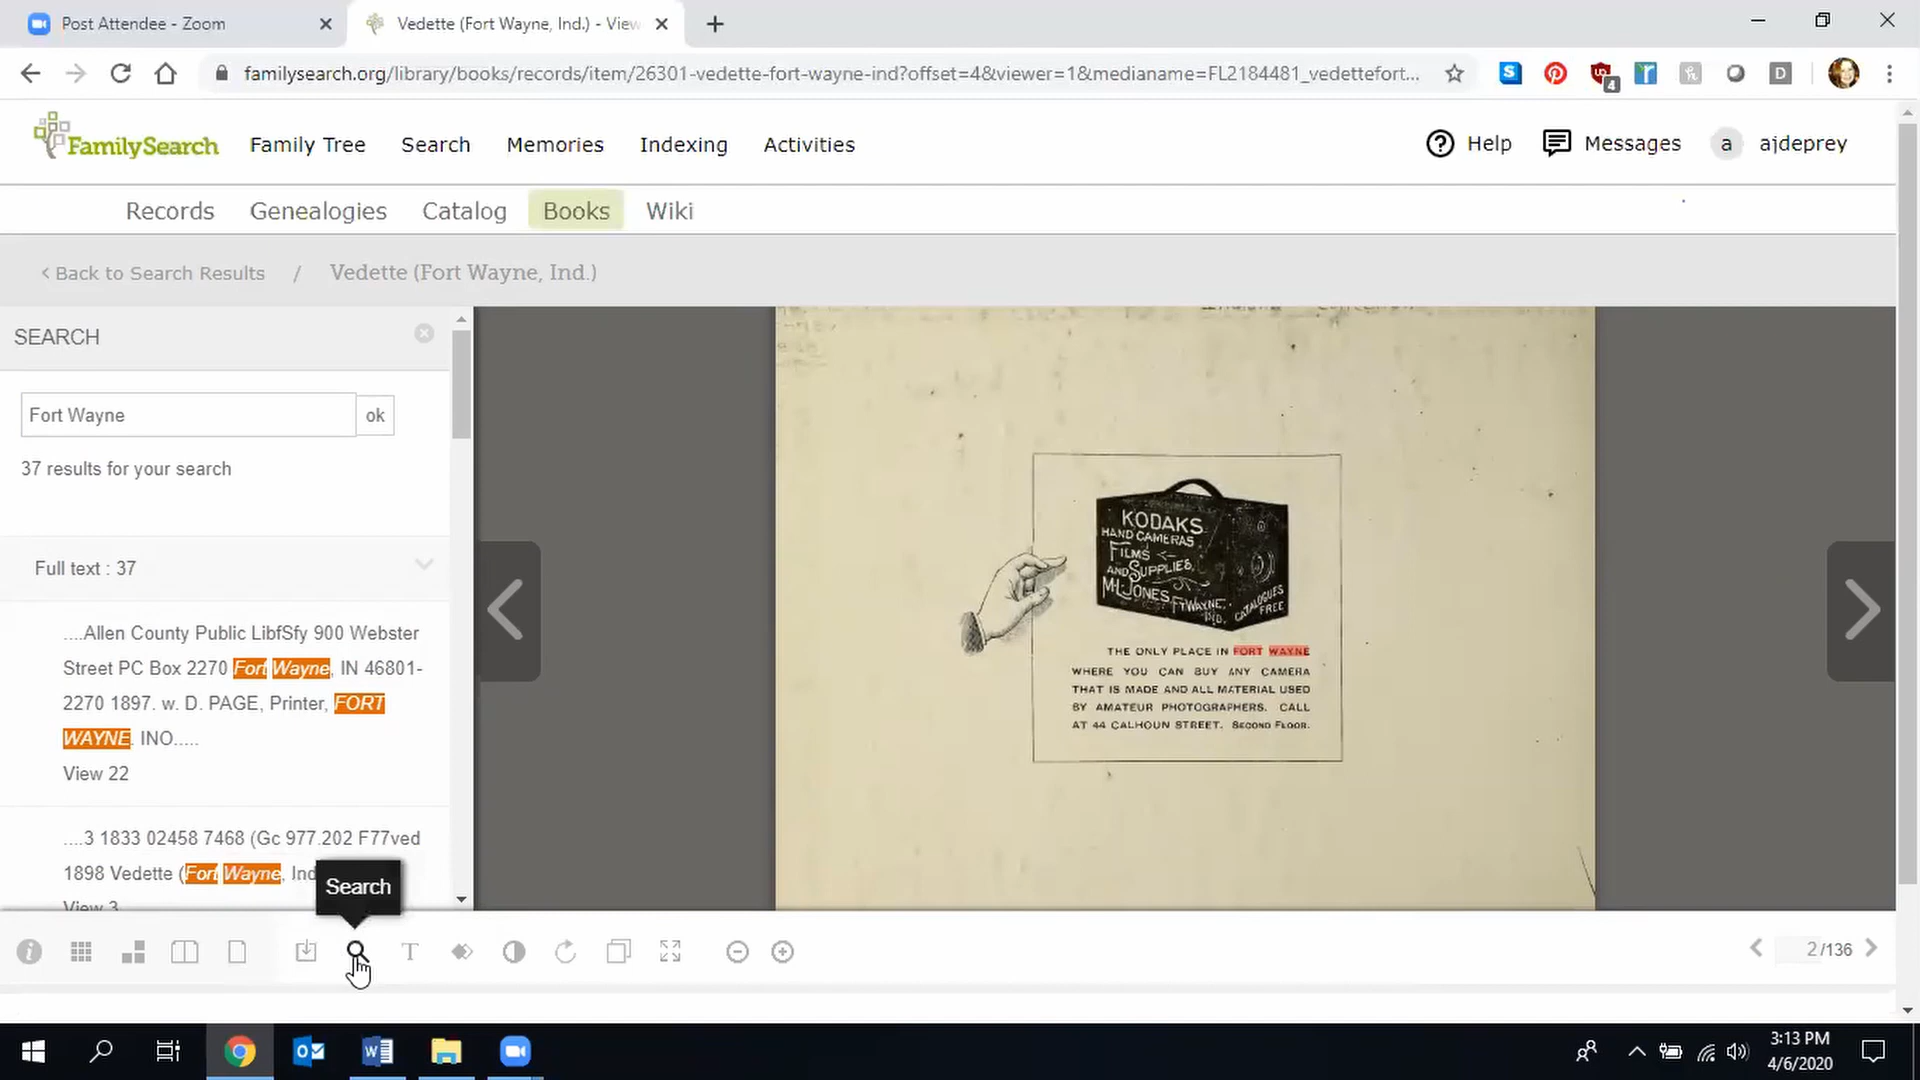 Post Attendee - Zoom
Vedette (Fort Wayne, Ind.) - View
familysearch.org/library/books/records/item/26301-vedette-fort-wayne-ind?offset=4&viewer=1&medianame=FL2184481_vedettefort...
4
D
FamilySearch
Family Tree
Search
Memories
Indexing
Activities
Help
Messages
a
ajdeprey
Records
Genealogies
Catalog
Books
Wiki
Back to Search Results / Vedette (Fort Wayne, Ind.)
SEARCH
Fort Wayne
ok
37 results for your search
Full text : 37
....Allen County Public LibfSfy 900 Webster
Street PC Box 2270 Fort Wayne, IN 46801-
2270 1897. w. D. PAGE, Printer, FORT
WAYNE. INO.....
View 22
....3 1833 02458 7468 (Gc 977.202 F77ved
1898 Vedette (Fort Wayne, Ind
View 3
Search
KODAKS
HAND CAMERAS
FILMS
AND SUPPLIES,
M.L. JONES,
FT WAYNE,
IND.
CATALOGUES
FREE
THE ONLY PLACE IN FORT WAYNE
WHERE YOU CAN BUY ANY CAMERA
THAT IS MADE AND ALL MATERIAL USED
BY AMATEUR PHOTOGRAPHERS. CALL
AT 44 CALHOUN STREET. SECOND FLOOR.
T
2 /136
3:13 PM
4/6/2020